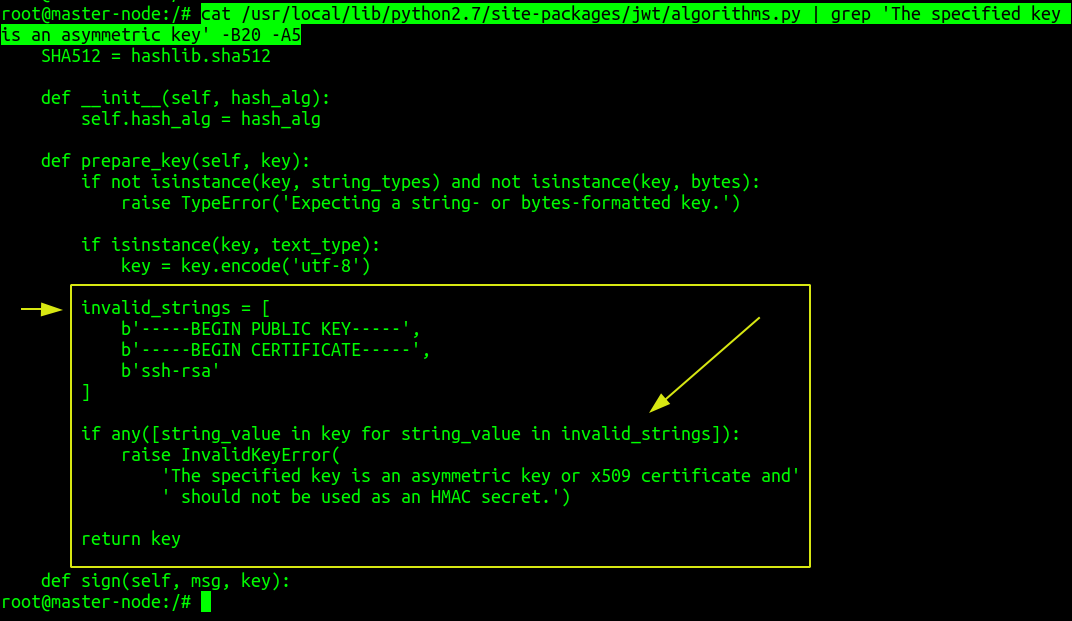 root@master-node:/# cat /usr/local/lib/python2.7/site-packages/jwt/algorithms.py | grep 'The specified key
is an asymmetric key' -B20 -A5
    SHA512 = hashlib.sha512

    def __init__(self, hash_alg):
        self.hash_alg = hash_alg

    def prepare_key(self, key):
        if not isinstance(key, string_types) and not isinstance(key, bytes):
            raise TypeError('Expecting a string- or bytes-formatted key.')

        if isinstance(key, text_type):
            key = key.encode('utf-8')

        invalid_strings = [
            b'-----BEGIN PUBLIC KEY-----',
            b'-----BEGIN CERTIFICATE-----',
            b'ssh-rsa'
        ]

        if any([string_value in key for string_value in invalid_strings]):
            raise InvalidKeyError(
                'The specified key is an asymmetric key or x509 certificate and'
                ' should not be used as an HMAC secret.')

        return key

    def sign(self, msg, key):
root@master-node:/#